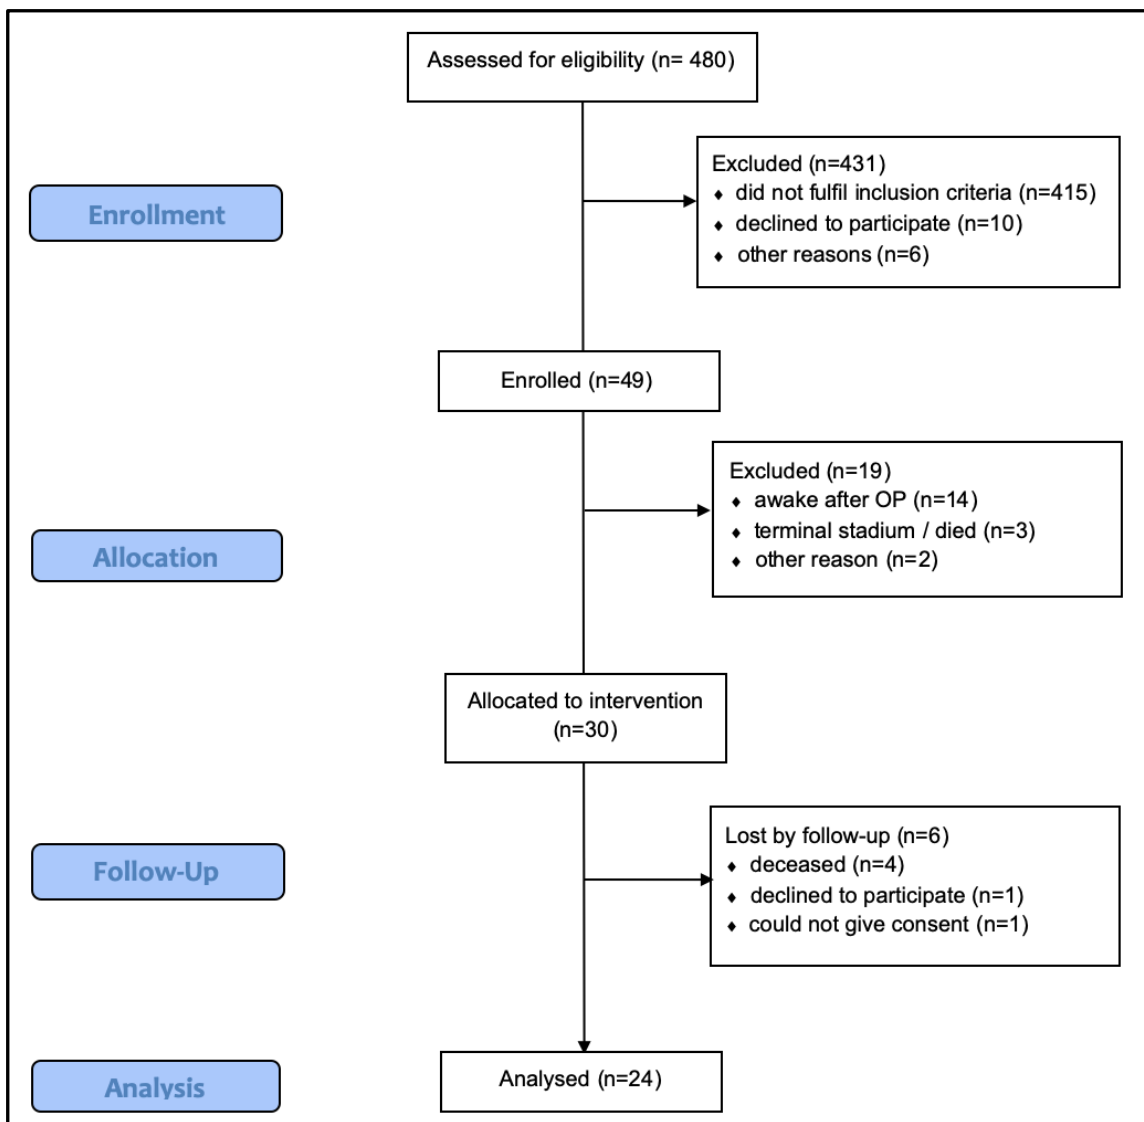 Assessed for eligibility (n= 480)
Enrollment
Excluded (n=431)
♦ did not fulfil inclusion criteria (n=415)
♦ declined to participate (n=10)
♦ other reasons (n=6)
Enrolled (n=49)
Allocation
Excluded (n=19)
♦ awake after OP (n=14)
♦ terminal stadium / died (n=3)
♦ other reason (n=2)
Allocated to intervention
(n=30)
Follow-Up
Lost by follow-up (n=6)
♦ deceased (n=4)
♦ declined to participate (n=1)
♦ could not give consent (n=1)
Analysis
Analysed (n=24)